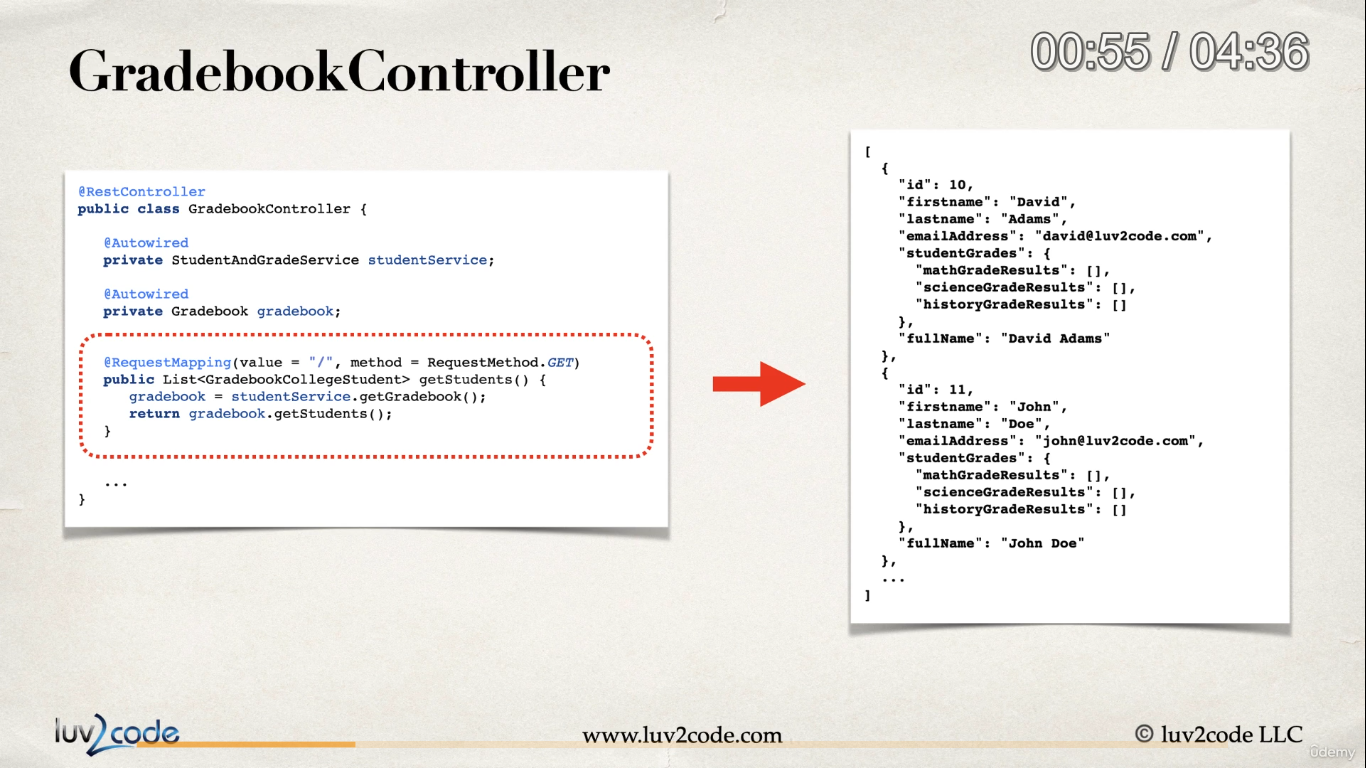 GradebookController
00:55 / 04:36
@RestController
public class GradebookController {
@Autowired
private StudentAndGradeService studentService;
@Autowired
private Gradebook gradebook;
@RequestMapping(value = "/", method = RequestMethod.GET)
public List<GradebookCollegeStudent> getStudents() {
gradebook = studentService.getGradebook();
return gradebook.getStudents();
}
...
}
[
{
"id": 10,
"firstname": "David",
"lastname": "Adams",
"emailAddress": "david@luv2code.com",
"studentGrades": {
"mathGradeResults": [],
"scienceGradeResults": [],
"historyGradeResults": []
},
"fullName": "David Adams"
},
{
"id": 11,
"firstname": "John",
"lastname": "Doe",
"emailAddress": "john@luv2code.com",
"studentGrades": {
"mathGradeResults": [],
"scienceGradeResults": [],
"historyGradeResults": []
},
"fullName": "John Doe"
},
...
]
luv2code
www.luv2code.com
© luv2code LLC
ûdemy